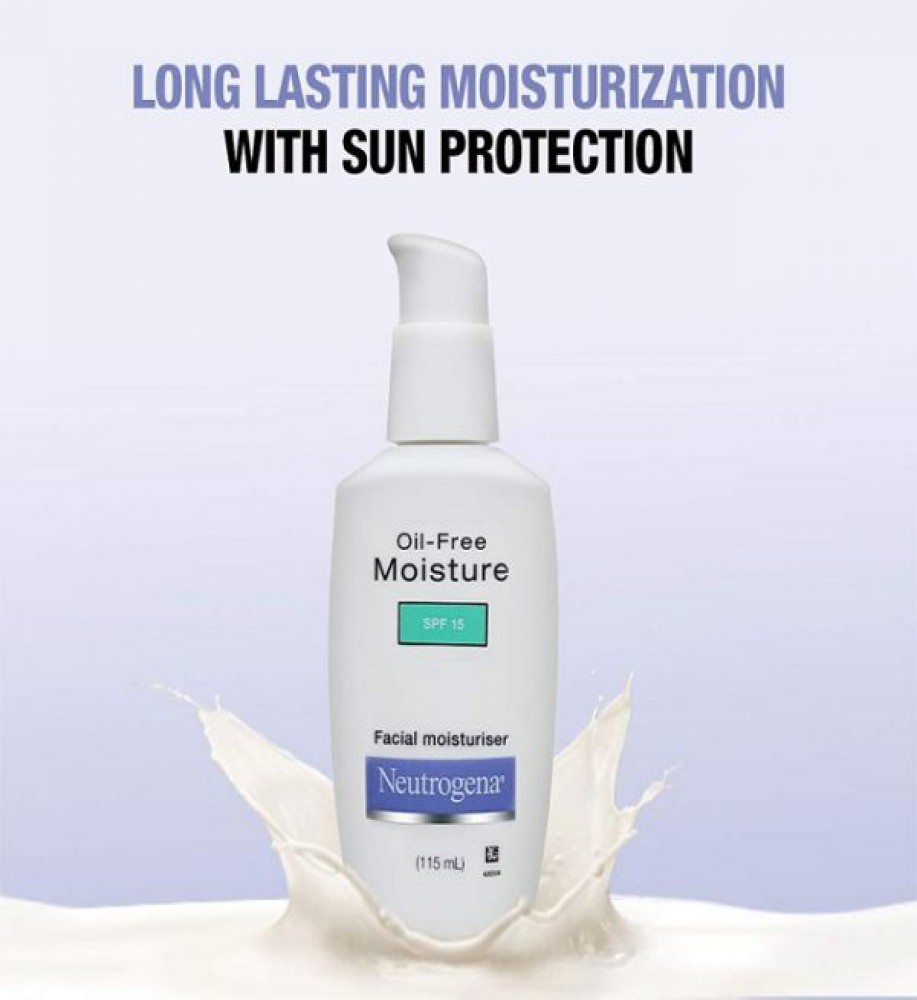 LONG LASTING MOISTURIZATION
WITH SUN PROTECTION
Oil-Free
Moisture
SPF 15
Facial moisturiser
Neutrogena®
(115 mL)